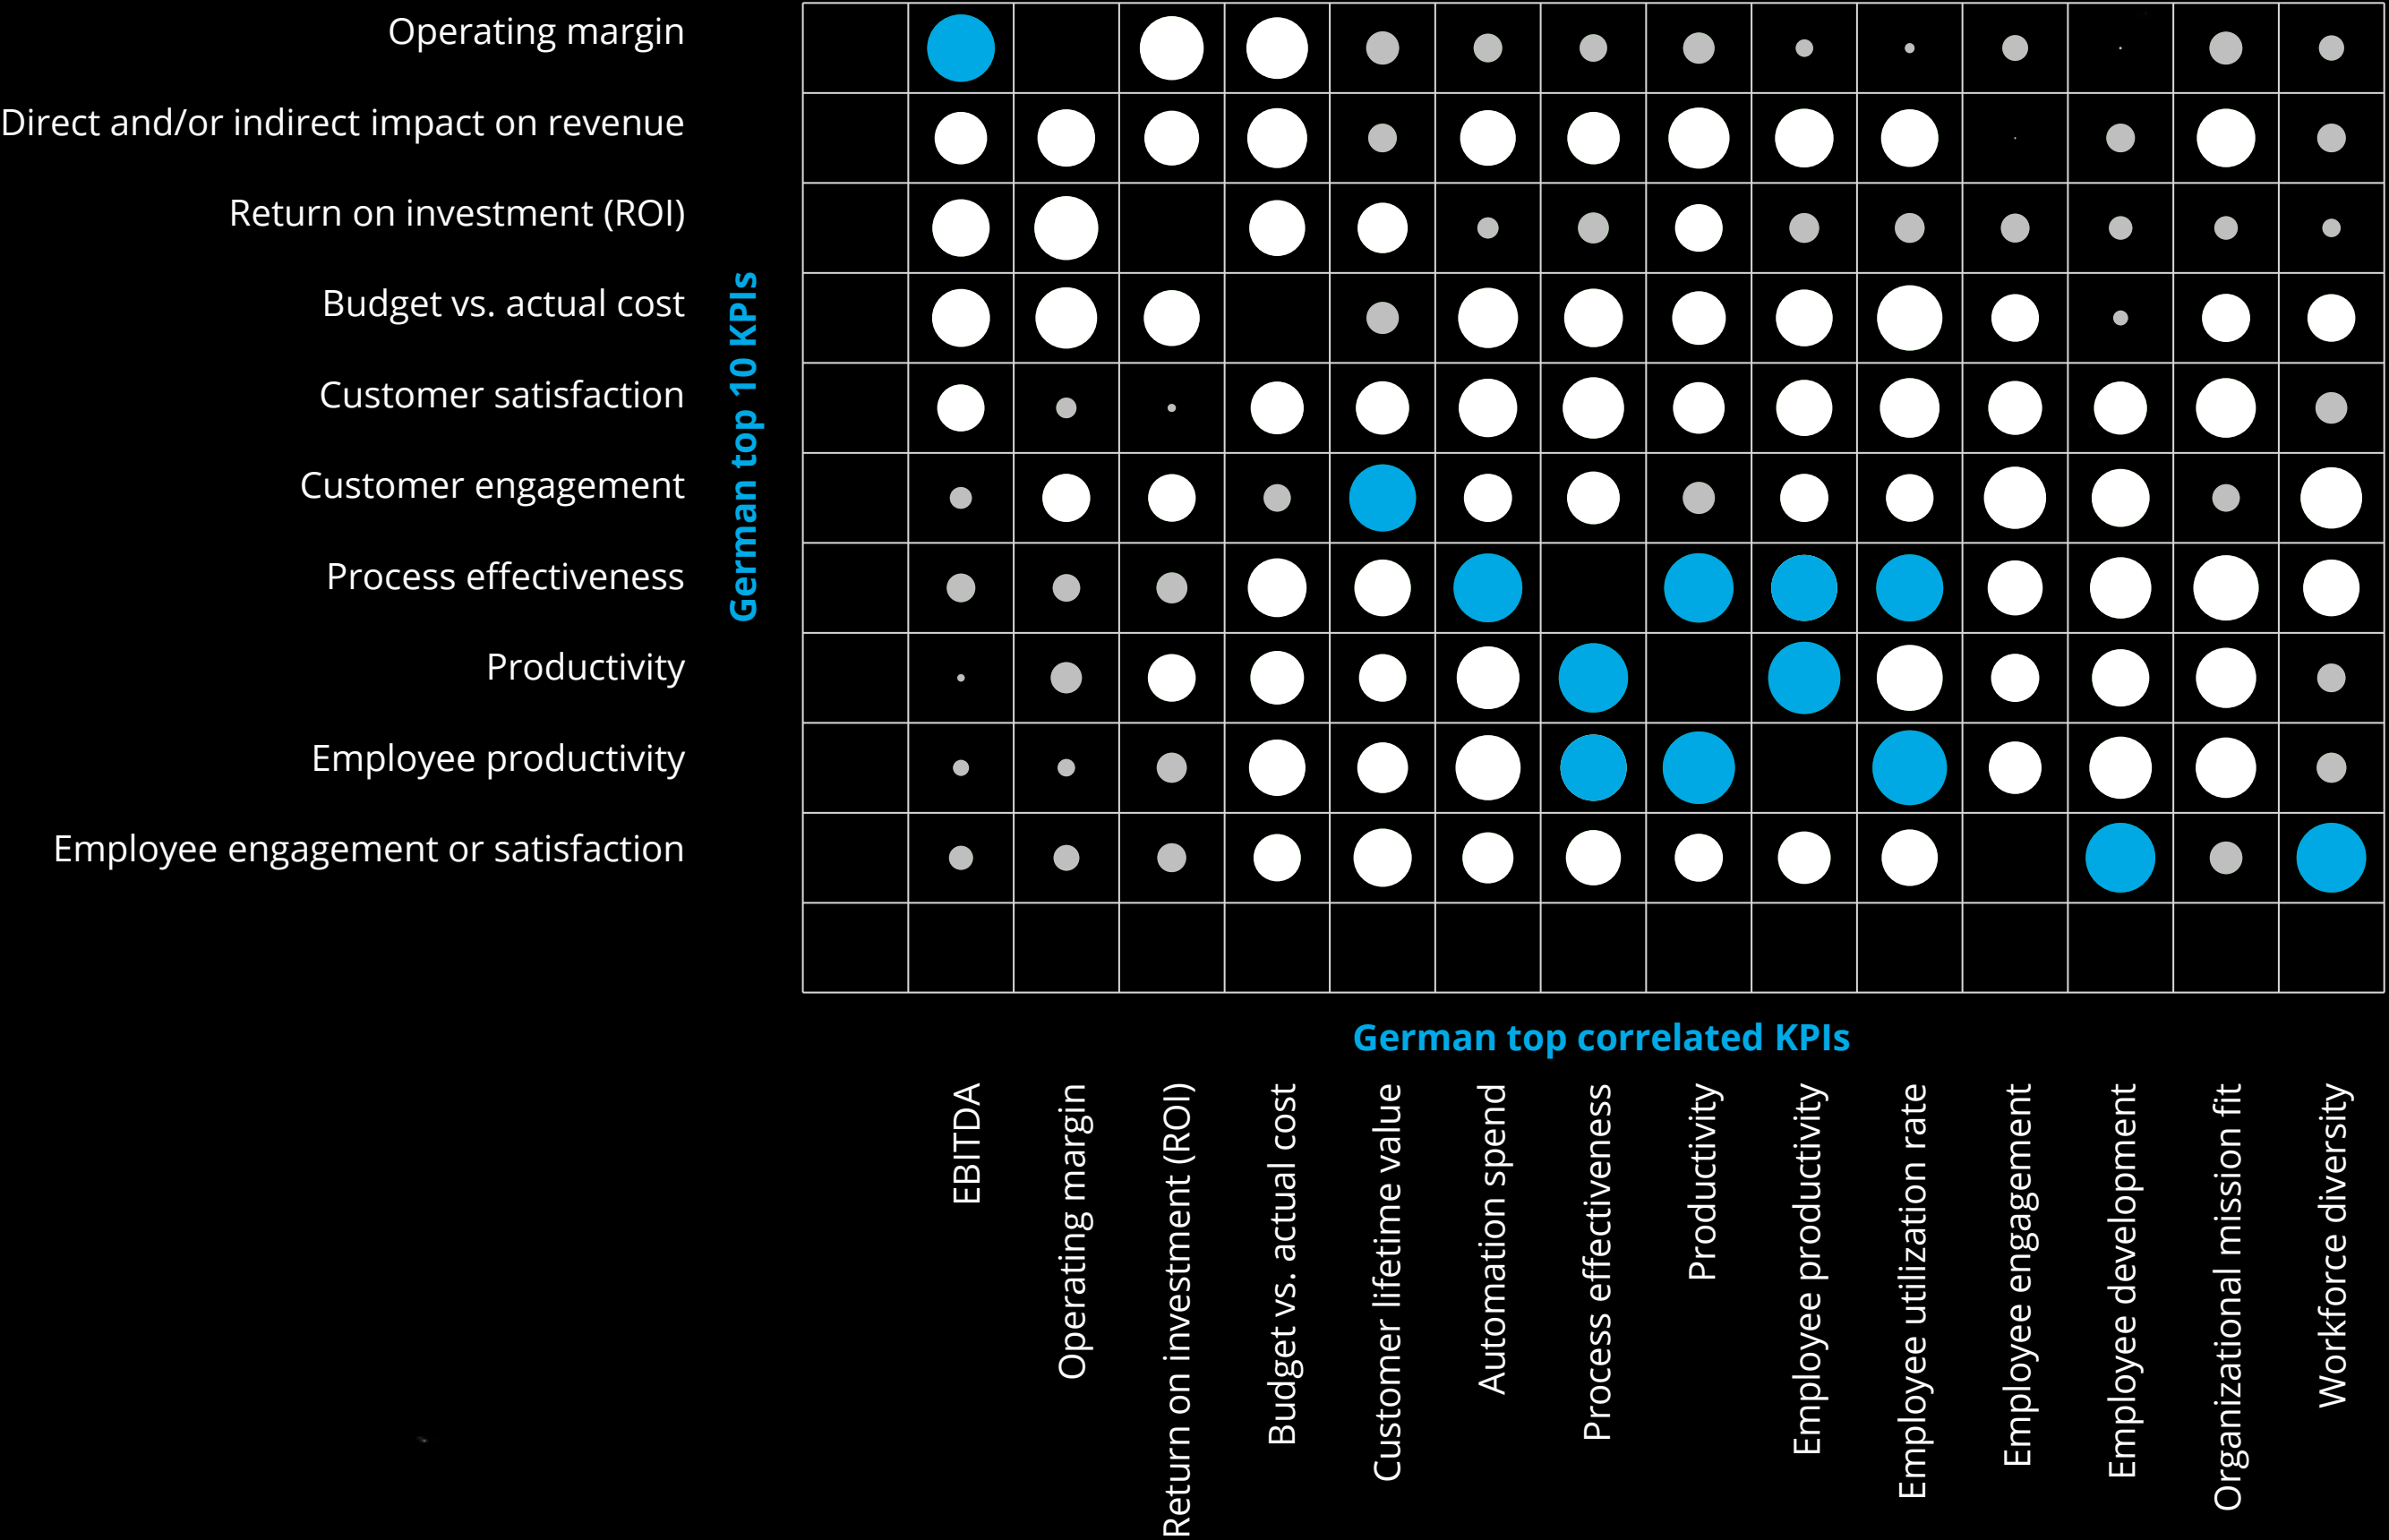 Operating margin
Direct and/or indirect impact on revenue
Return on investment (ROI)
Budget vs. actual cost
Customer satisfaction
Customer engagement
Process effectiveness
Productivity
Employee productivity
Employee engagement or satisfaction
German top 10 KPIs
German top correlated KPIs
EBITDA
Operating margin
Return on investment (ROI)
Budget vs. actual cost
Customer lifetime value
Automation spend
Process effectiveness
Productivity
Employee productivity
Employee utilization rate
Employee engagement
Employee development
Organizational mission fit
Workforce diversity